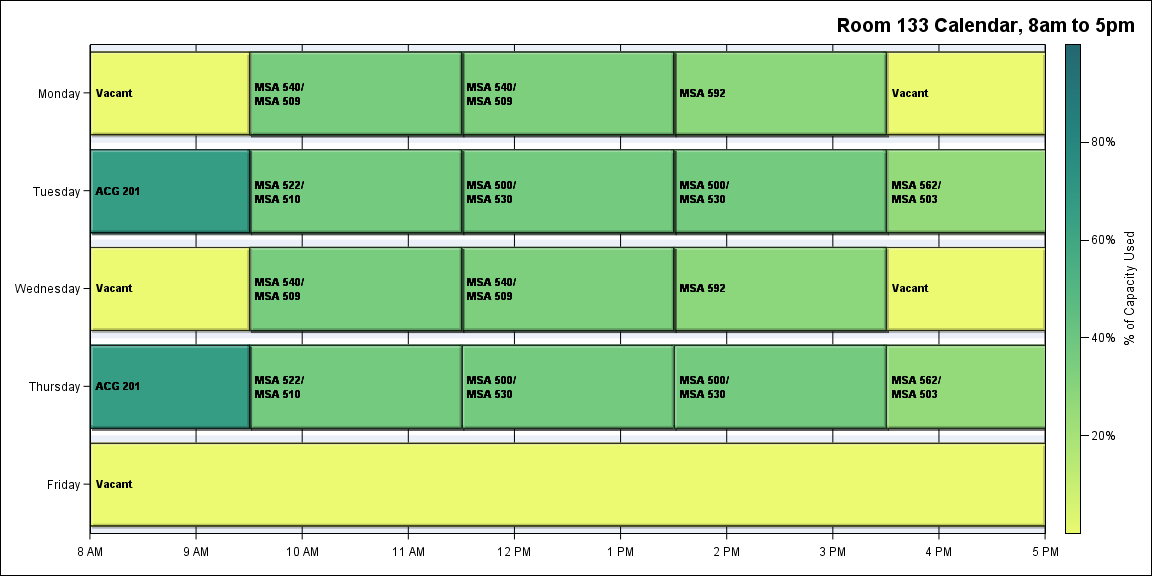 Room 133 Calendar, 8am to 5pm
Monday
Vacant
MSA 540/
MSA 509
MSA 540/
MSA 509
MSA 592
Vacant
Tuesday
ACG 201
MSA 522/
MSA 510
MSA 500/
MSA 530
MSA 500/
MSA 530
MSA 562/
MSA 503
Wednesday
Vacant
MSA 540/
MSA 509
MSA 540/
MSA 509
MSA 592
Vacant
Thursday
ACG 201
MSA 522/
MSA 510
MSA 500/
MSA 530
MSA 500/
MSA 530
MSA 562/
MSA 503
Friday
Vacant
8 AM
9 AM
10 AM
11 AM
12 PM
1 PM
2 PM
3 PM
4 PM
5 PM
80%
60%
40%
20%
% of Capacity Used